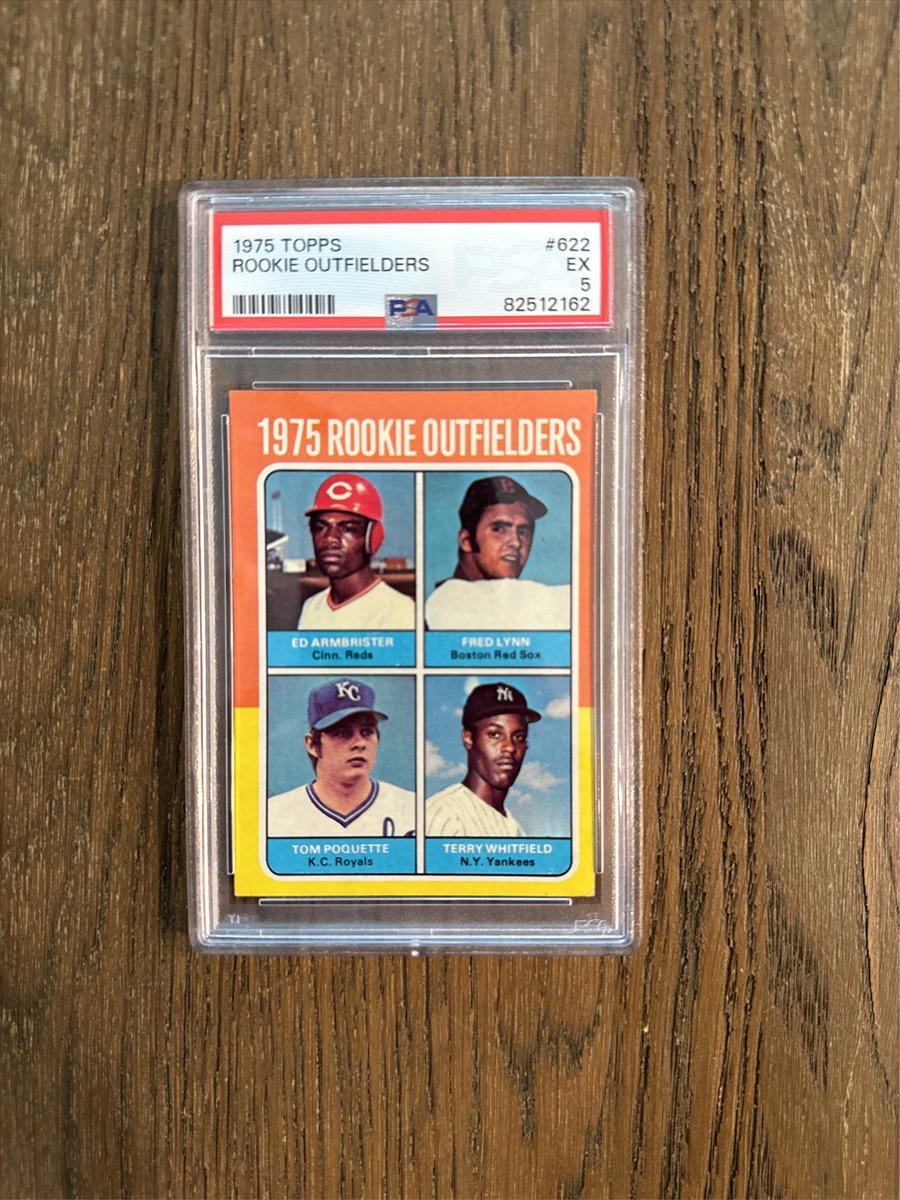 1975 TOPPS #622
ROOKIE OUTFIELDERS EX
5
PSA 82512162
1975 ROOKIE OUTFIELDERS
C B
ED ARMBRISTER FRED LYNN
Cinn. Reds Boston Red Sox
KC NY
TOM POQUETTE TERRY WHITFIELD
K.C. Royals N.Y. Yankees